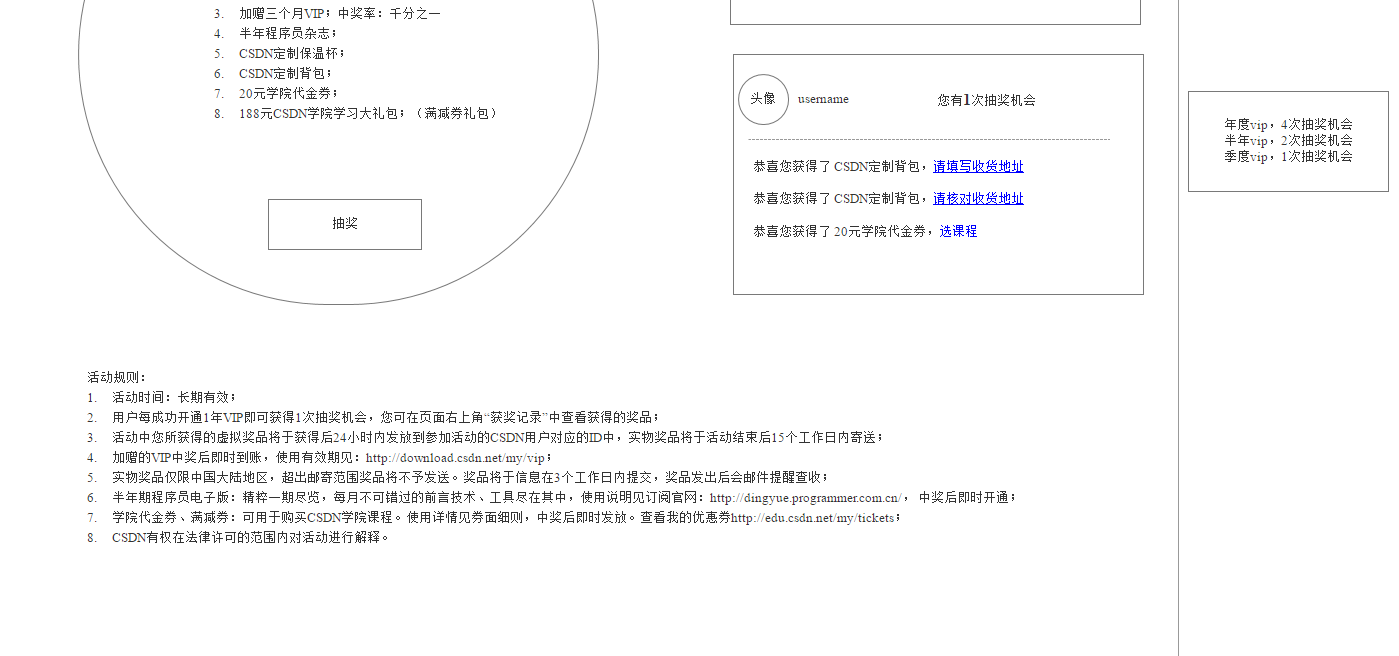 3. 加赠三个月VIP；中奖率：千分之一
4. 半年程序员杂志；
5. CSDN定制保温杯；
6. CSDN定制背包；
7. 20元学院代金券；
8. 188元CSDN学院学习大礼包；（满减券礼包）
抽奖
头像 username 您有1次抽奖机会
恭喜您获得了 CSDN定制背包，请填写收货地址
恭喜您获得了 CSDN定制背包，请核对收货地址
恭喜您获得了 20元学院代金券，选课程
年度vip，4次抽奖机会
半年vip，2次抽奖机会
季度vip，1次抽奖机会
活动规则：
1. 活动时间：长期有效；
2. 用户每成功开通1年VIP即可获得1次抽奖机会，您可在页面右上角“获奖记录”中查看获得的奖品；
3. 活动中您所获得的虚拟奖品将于获得后24小时内发放到参加活动的CSDN用户对应的ID中，实物奖品将于活动结束后15个工作日内寄送；
4. 加赠的VIP中奖后即时到账，使用有效期见：http://download.csdn.net/my/vip；
5. 实物奖品仅限中国大陆地区，超出邮寄范围奖品将不予发送。奖品将于信息在3个工作日内提交，奖品发出后会邮件提醒查收；
6. 半年期程序员电子版：精粹一期尽览，每月不可错过的前言技术、工具尽在其中，使用说明见订阅官网：http://dingyue.programmer.com.cn/， 中奖后即时开通；
7. 学院代金券、满减券：可用于购买CSDN学院课程。使用详情见券面细则，中奖后即时发放。查看我的优惠券http://edu.csdn.net/my/tickets；
8. CSDN有权在法律许可的范围内对活动进行解释。